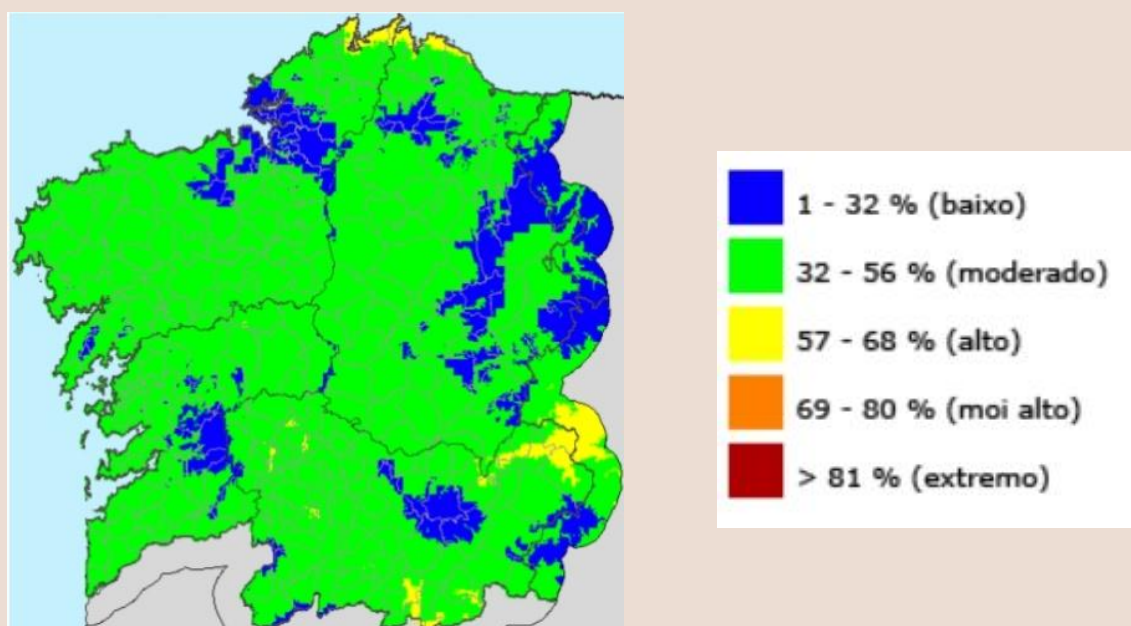 1 - 32 % (baixo)
32 - 56 % (moderado)
57 - 68 % (alto)
69 - 80 % (moi alto)
> 81 % (extremo)